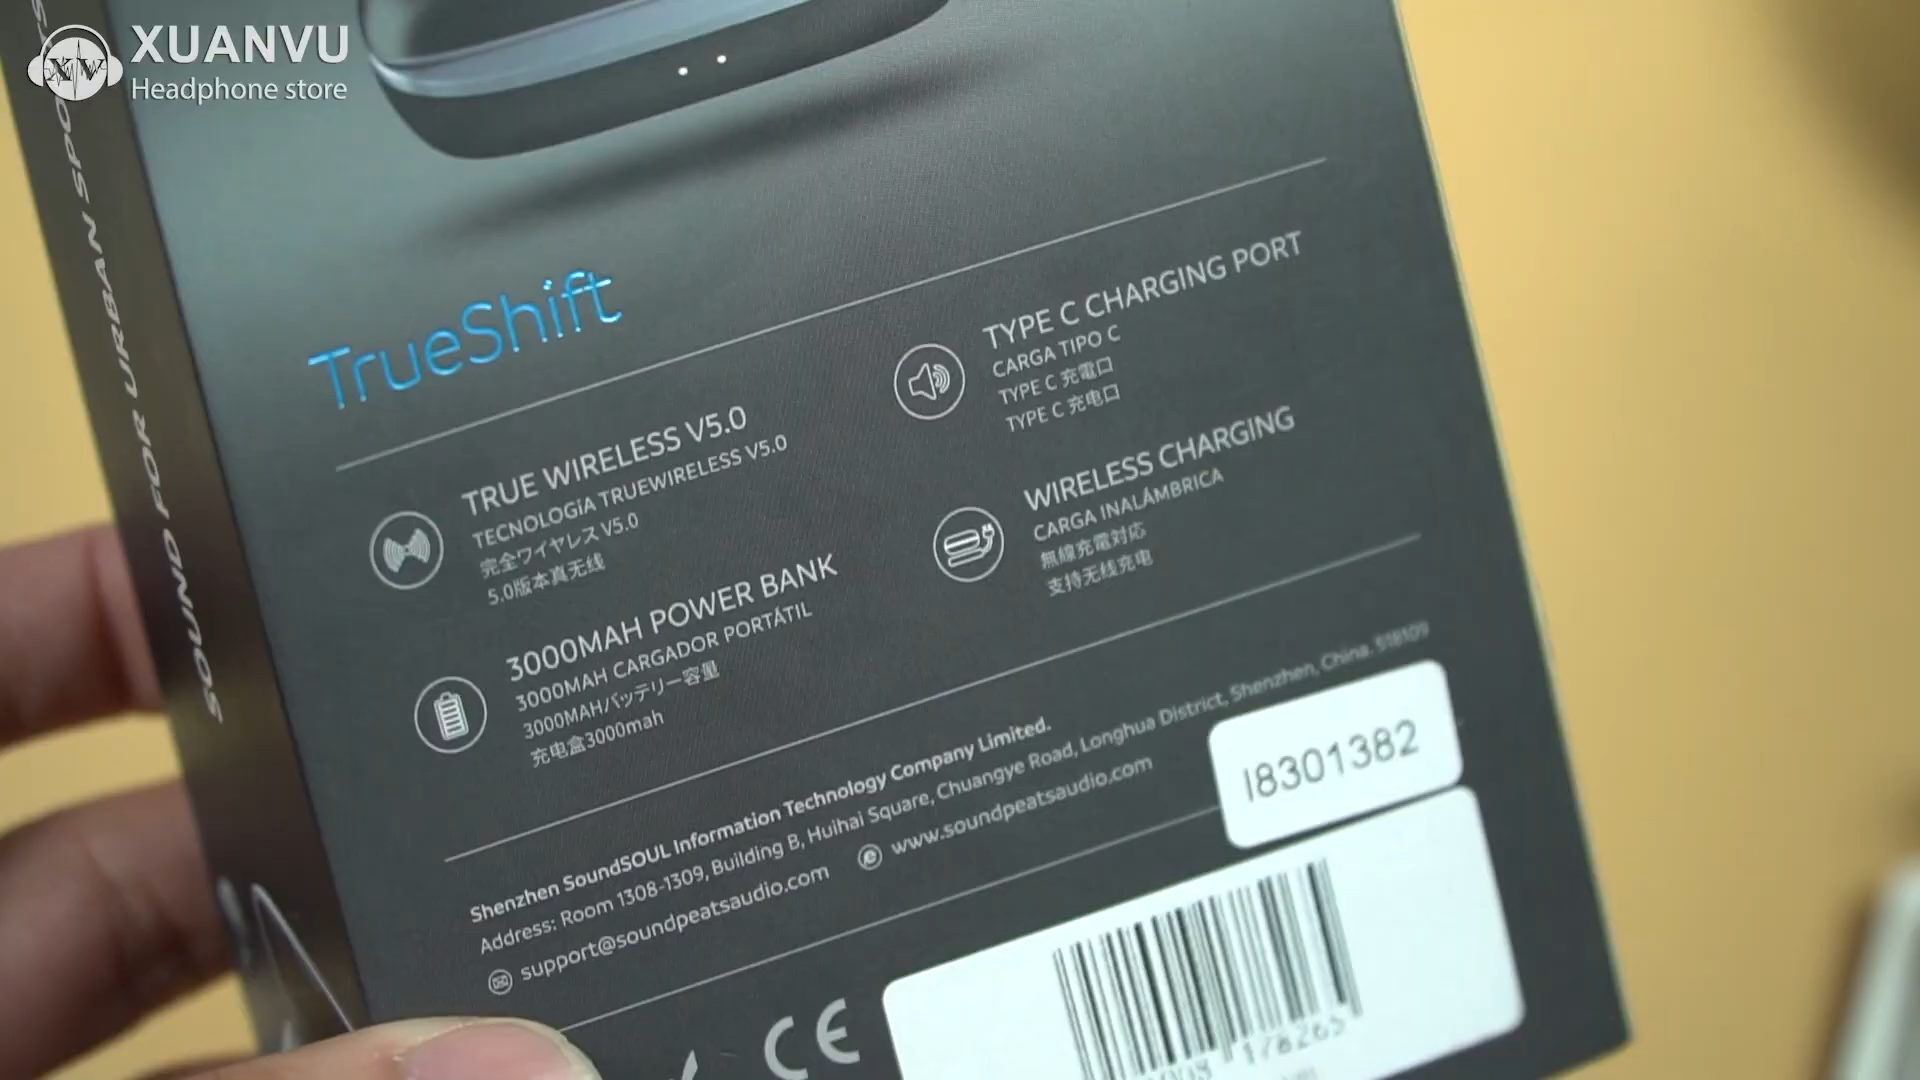 XUANVU
Headphone store
SOUND FOR URBAN
TrueShift
TRUE WIRELESS V5.0
TECNOLOGÍA TRUEWIRELESS V5.0
完全ワイヤレス V5.0
5.0版本真无线
3000MAH POWER BANK
3000MAH CARGADOR PORTÁTIL
3000MAHバッテリー容量
充电盒3000mah
TYPE C CHARGING PORT
CARGA TIPO C
TYPE C 充電口
TYPE C 充电口
WIRELESS CHARGING
CARGA INALÁMBRICA
無線充電対応
支持无线充电
Shenzhen SoundSOUL Information Technology Company Limited.
Address: Room 1308-1309, Building B, Huihai Square, Chuangye Road, Longhua District, Shenzhen, China. 518109
support@soundpeatsaudio.com
www.soundpeatsaudio.com
I8301382
CE
178265